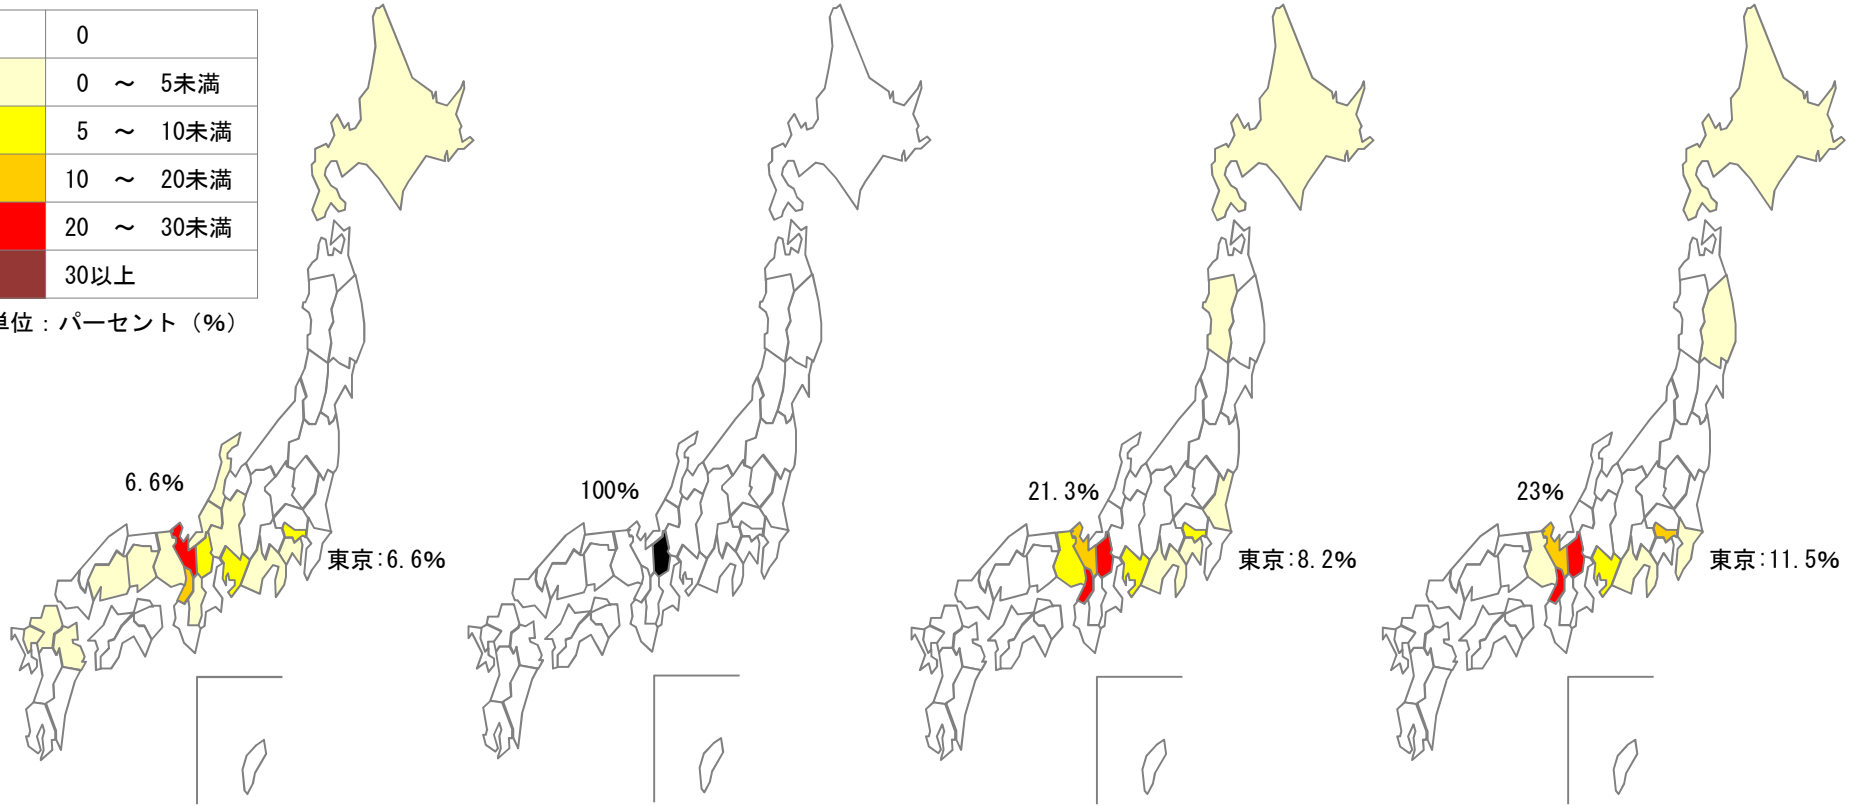 0
0 ～ 5未満
5 ～ 10未満
10 ～ 20未満
20 ～ 30未満
30以上
単位：パーセント（%）
6.6%
東京:6.6%
100%
21.3%
東京:8.2%
23%
東京:11.5%